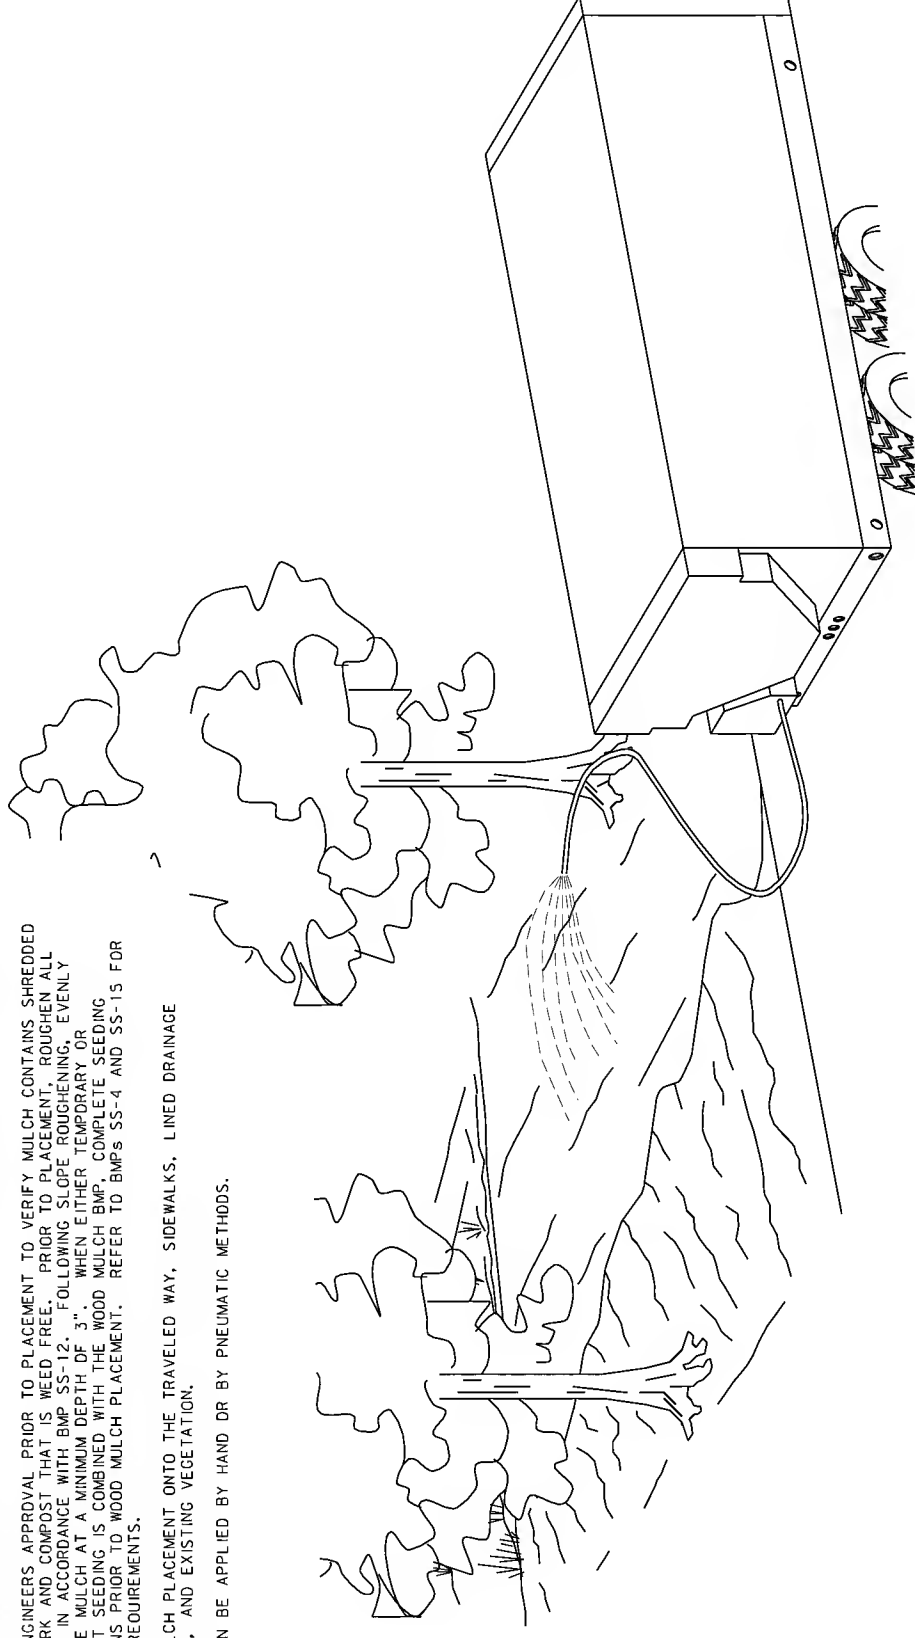 NGINEERS APPROVAL PRIOR TO PLACEMENT TO VERIFY MULCH CONTAINS SHREDDED
RK AND COMPOST THAT IS WEED FREE. PRIOR TO PLACEMENT, ROUGHEN ALL
IN ACCORDANCE WITH BMP SS-12. FOLLOWING SLOPE ROUGHENING, EVENLY
E MULCH AT A MINIMUM DEPTH OF 3". WHEN EITHER TEMPORARY OR
T SEEDING IS COMBINED WITH THE WOOD MULCH BMP, COMPLETE SEEDING
NS PRIOR TO WOOD MULCH PLACEMENT. REFER TO BMPs SS-4 AND SS-15 FOR
REQUIREMENTS.
LCH PLACEMENT ONTO THE TRAVELED WAY, SIDEWALKS, LINED DRAINAGE
, AND EXISTING VEGETATION.
N BE APPLIED BY HAND OR BY PNEUMATIC METHODS.